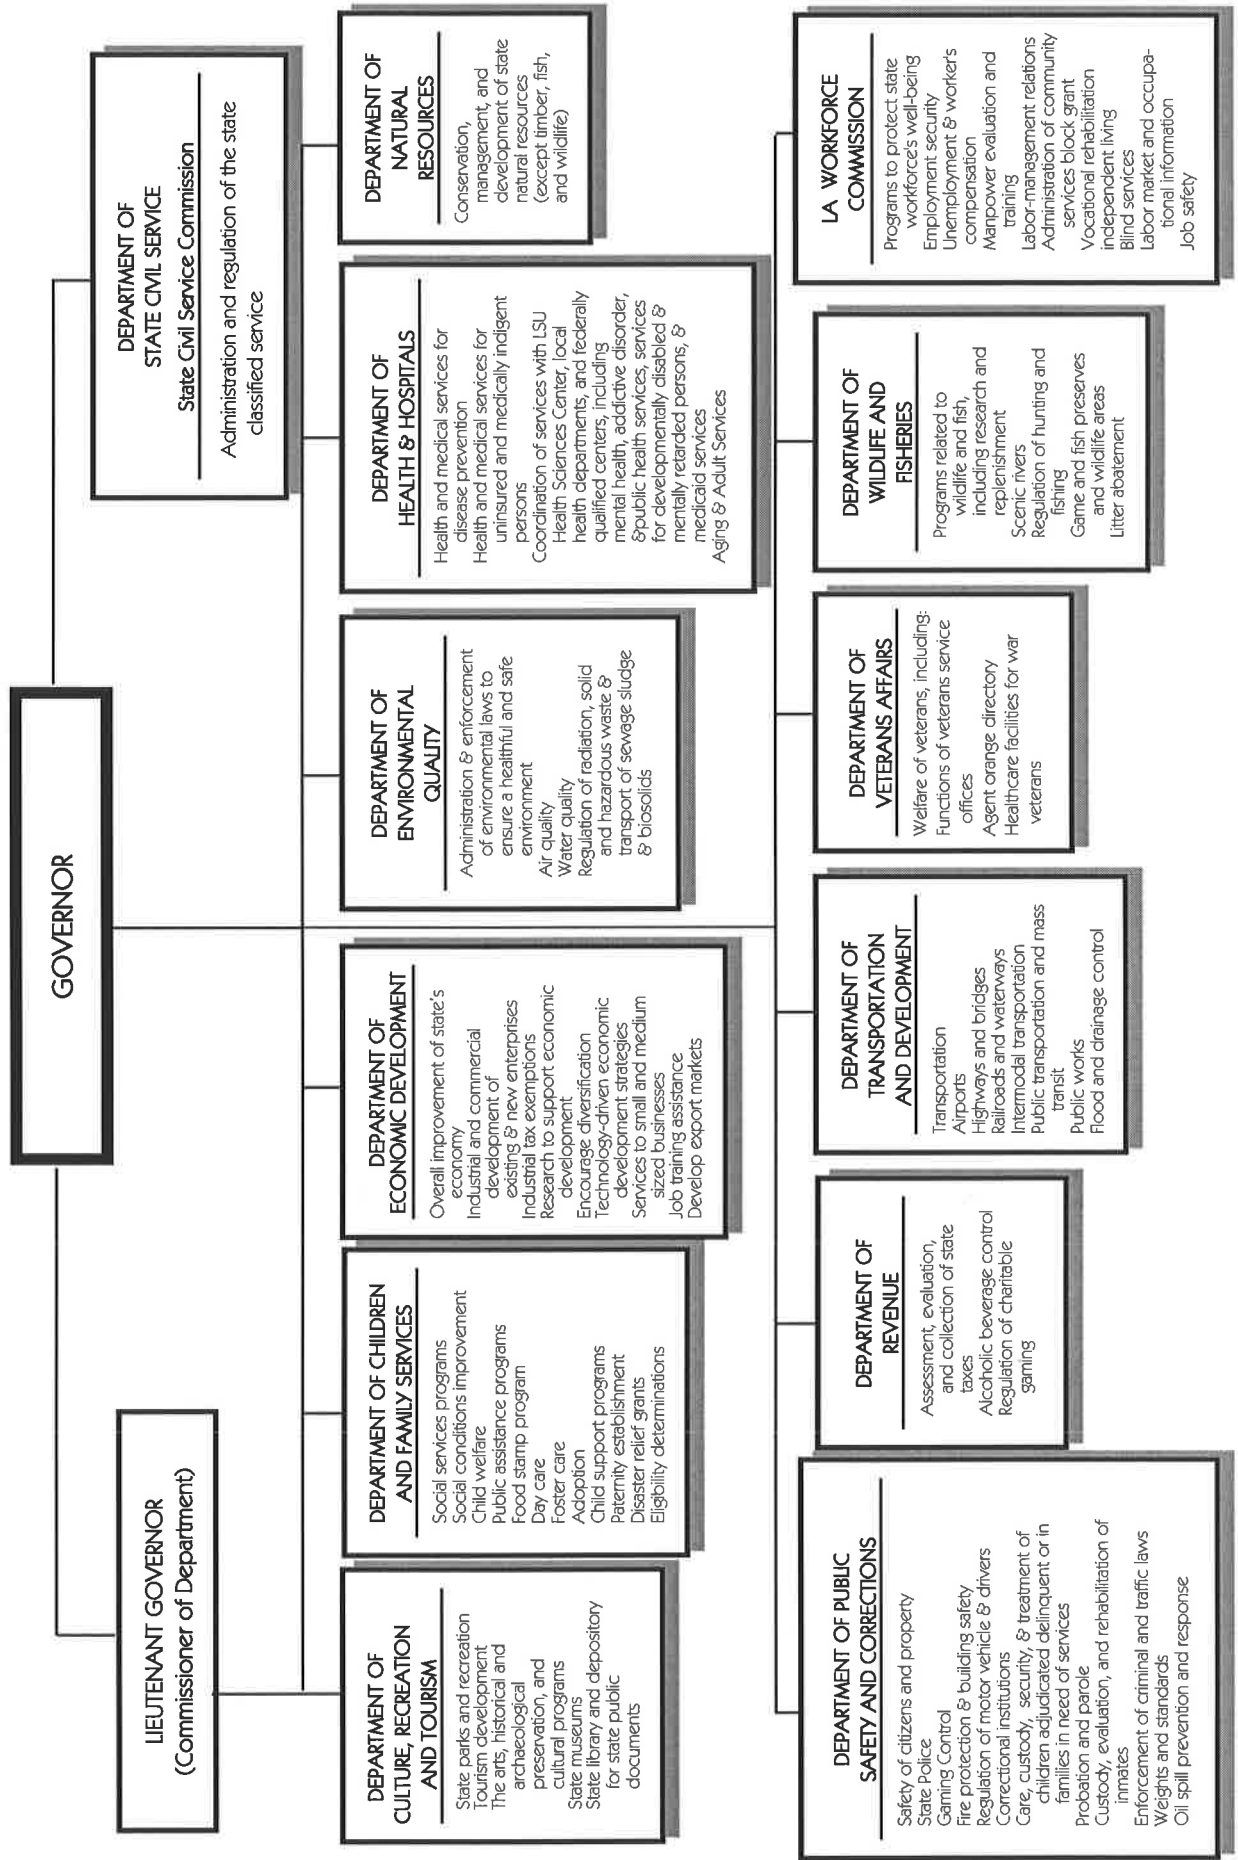 GOVERNOR
LIEUTENANT GOVERNOR
(Commissioner of Department)
DEPARTMENT OF
STATE CIVIL SERVICE
State Civil Service Commission
Administration and regulation of the state
classified service
DEPARTMENT OF
CULTURE, RECREATION
AND TOURISM
State parks and recreation
Tourism development
The arts, historical and
archaeological
preservation, and
cultural programs
State museums
State library and depository
for state public
documents
DEPARTMENT OF CHILDREN
AND FAMILY SERVICES
Social services programs
Social conditions improvement
Child welfare
Public assistance programs
Food stamp program
Day care
Foster care
Adoption
Child support programs
Paternity establishment
Disaster relief grants
Eligibility determinations
DEPARTMENT OF
ECONOMIC DEVELOPMENT
Overall improvement of state's
economy
Industrial and commercial
development of
existing & new enterprises
Industrial tax exemptions
Research to support economic
development
Encourage diversification
Technology-driven economic
development strategies
Services to small and medium
sized businesses
Job training assistance
Develop export markets
DEPARTMENT OF
ENVIRONMENTAL
QUALITY
Administration & enforcement
of environmental laws to
ensure a healthful and safe
environment
Air quality
Water quality
Regulation of radiation, solid
and hazardous waste &
transport of sewage sludge
& biosolids
DEPARTMENT OF
HEALTH & HOSPITALS
Health and medical services for
disease prevention
Health and medical services for
uninsured and medically indigent
persons
Coordination of services with LSU
Health Sciences Center, local
health departments, and federally
qualified centers, including
mental health, addictive disorder,
&public health services, services
for developmentally disabled &
mentally retarded persons, &
medicaid services
Aging & Adult Services
DEPARTMENT OF
NATURAL
RESOURCES
Conservation,
management, and
development of state
natural resources
(except timber, fish,
and wildlife)
DEPARTMENT OF PUBLIC
SAFETY AND CORRECTIONS
Safety of citizens and property
State Police
Gaming Control
Fire protection & building safety
Regulation of motor vehicle & drivers
Correctional institutions
Care, custody, security, & treatment of
children adjudicated delinquent or in
families in need of services
Probation and parole
Custody, evaluation, and rehabilitation of
inmates
Enforcement of criminal and traffic laws
Weights and standards
Oil spill prevention and response
DEPARTMENT OF
REVENUE
Assessment, evaluation,
and collection of state
taxes
Alcoholic beverage control
Regulation of charitable
gaming
DEPARTMENT OF
TRANSPORTATION
AND DEVELOPMENT
Transportation
Airports
Highways and bridges
Railroads and waterways
Intermodal transportation
Public transportation and mass
transit
Public works
Flood and drainage control
DEPARTMENT OF
VETERANS AFFAIRS
Welfare of veterans, including:
Functions of veterans service
offices
Agent orange directory
Healthcare facilities for war
veterans
DEPARTMENT OF
WILDLIFE AND
FISHERIES
Programs related to
wildlife and fish,
including research and
replenishment
Scenic rivers
Regulation of hunting and
fishing
Game and fish preserves
and wildlife areas
Litter abatement
LA WORKFORCE
COMMISSION
Programs to protect state
workforce's well-being
Employment security
Unemployment & worker's
compensation
Manpower evaluation and
training
Labor-management relations
Administration of community
services block grant
Vocational rehabilitation
independent living
Blind services
Labor market and occupa-
tional information
Job safety